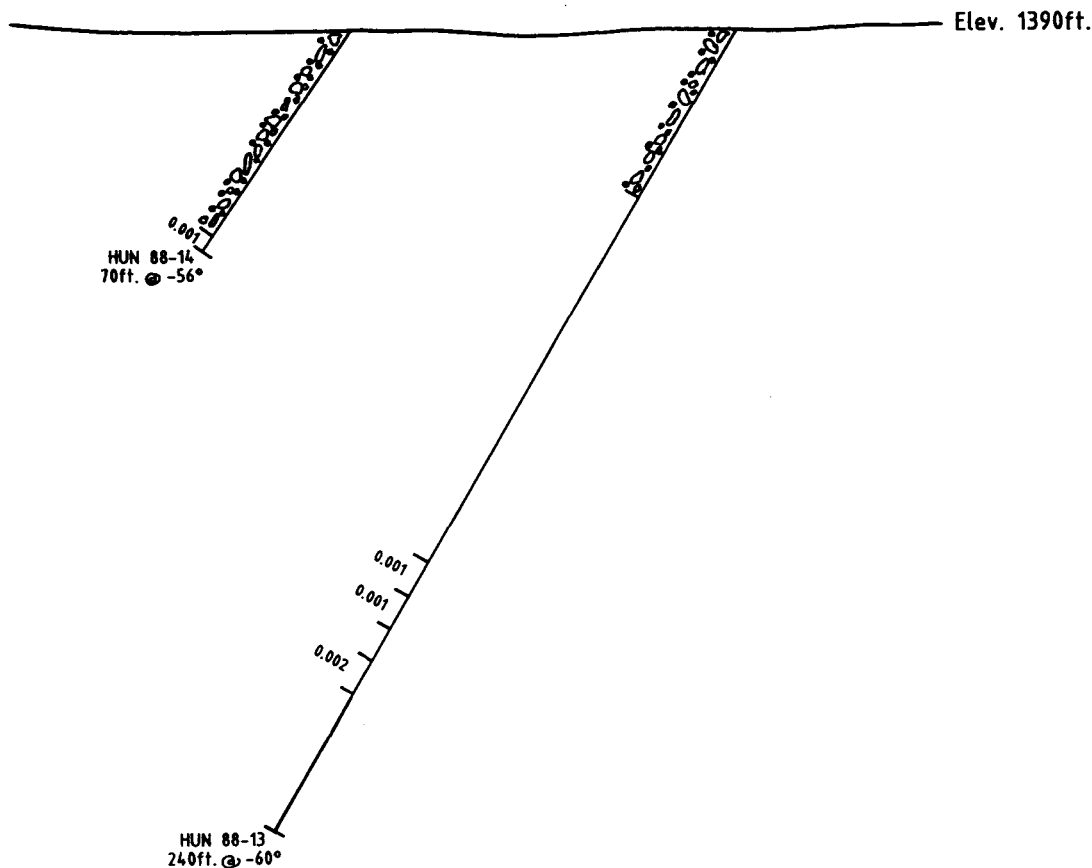 Elev. 1390ft.
0.001
HUN 88-14
70ft. @ -56°
0.001
0.001
0.002
HUN 88-13
240ft. @ -60°